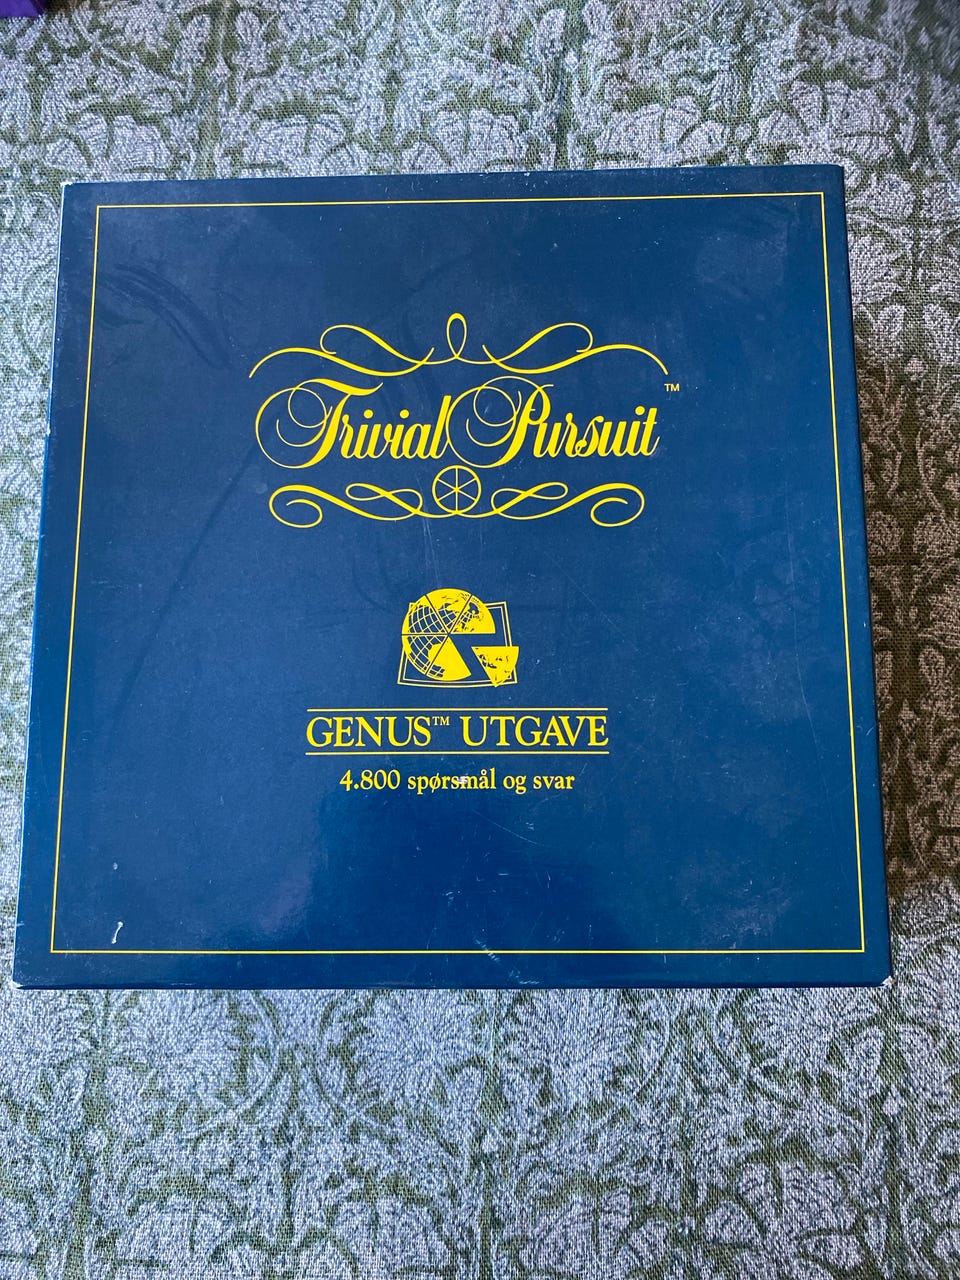 Trivial Pursuit™
GENUS™ UTGAVE
4.800 spørsmål og svar